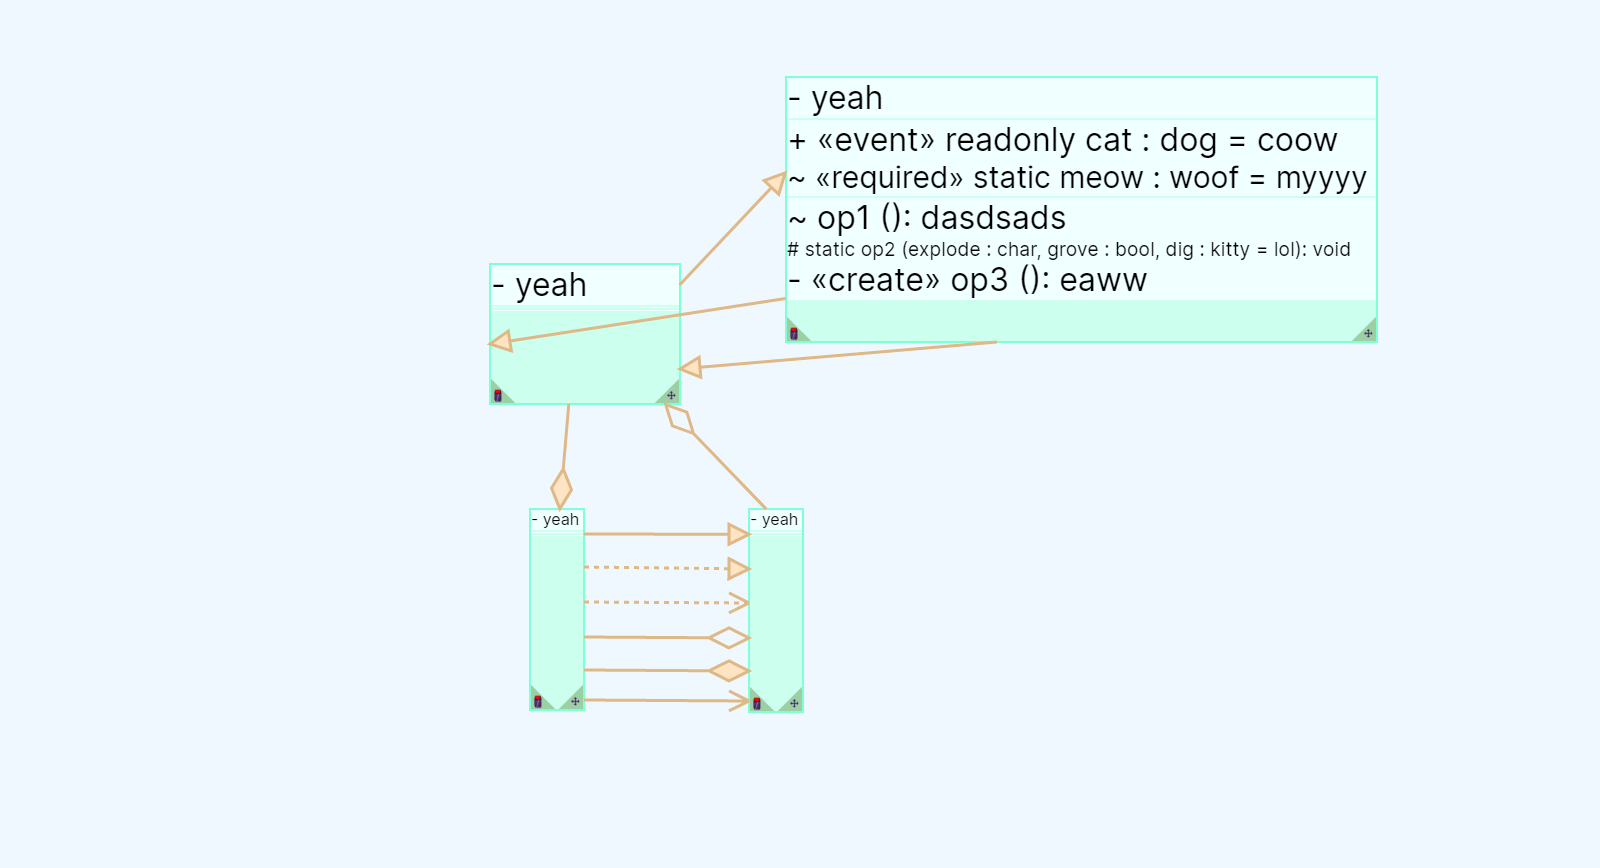 - yeah
+ «event» readonly cat : dog = coow
~ «required» static meow : woof = myyyy
~ op1 (): dasdsads
# static op2 (explode : char, grove : bool, dig : kitty = lol): void
- «create» op3 (): eaww
- yeah
- yeah
- yeah